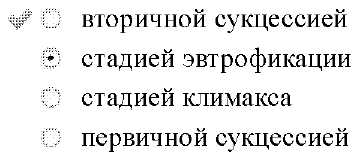 вторичной сукцессией
стадией эвтрофикации
стадией климакса
первичной сукцессией